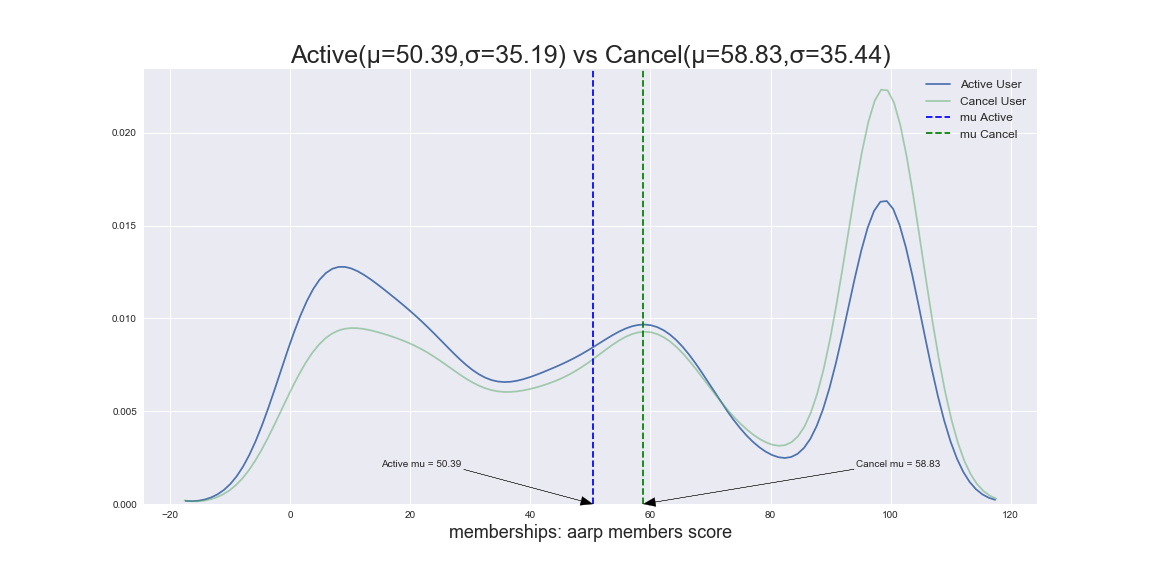 Active(μ=50.39,σ=35.19) vs Cancel(μ=58.83,σ=35.44)
Active User
Cancel User
mu Active
mu Cancel
0.020
0.015
0.010
0.005
0.000
Active mu = 50.39
Cancel mu = 58.83
−20 0 20 40 60 80 100 120
memberships: aarp members score